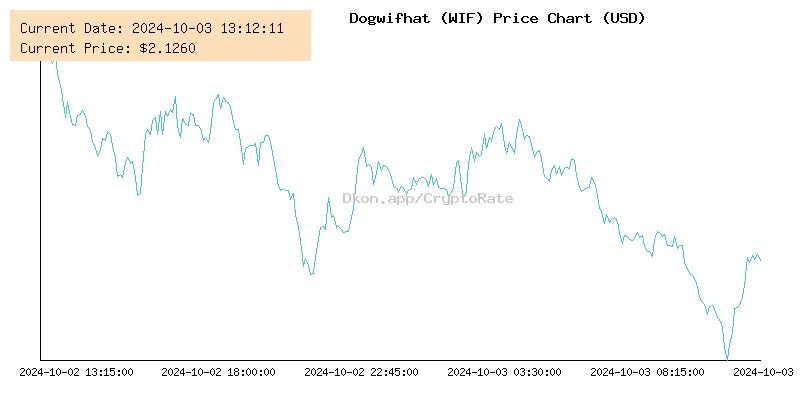 Dogwifhat (WIF) Price Chart (USD)
Current Date: 2024-10-03 13:12:11
Current Price: $2.1260
Dkon.app/CryptoRate
2024-10-02 13:15:00 2024-10-02 18:00:00 2024-10-02 22:45:00 2024-10-03 03:30:00 2024-10-03 08:15:00 2024-10-03